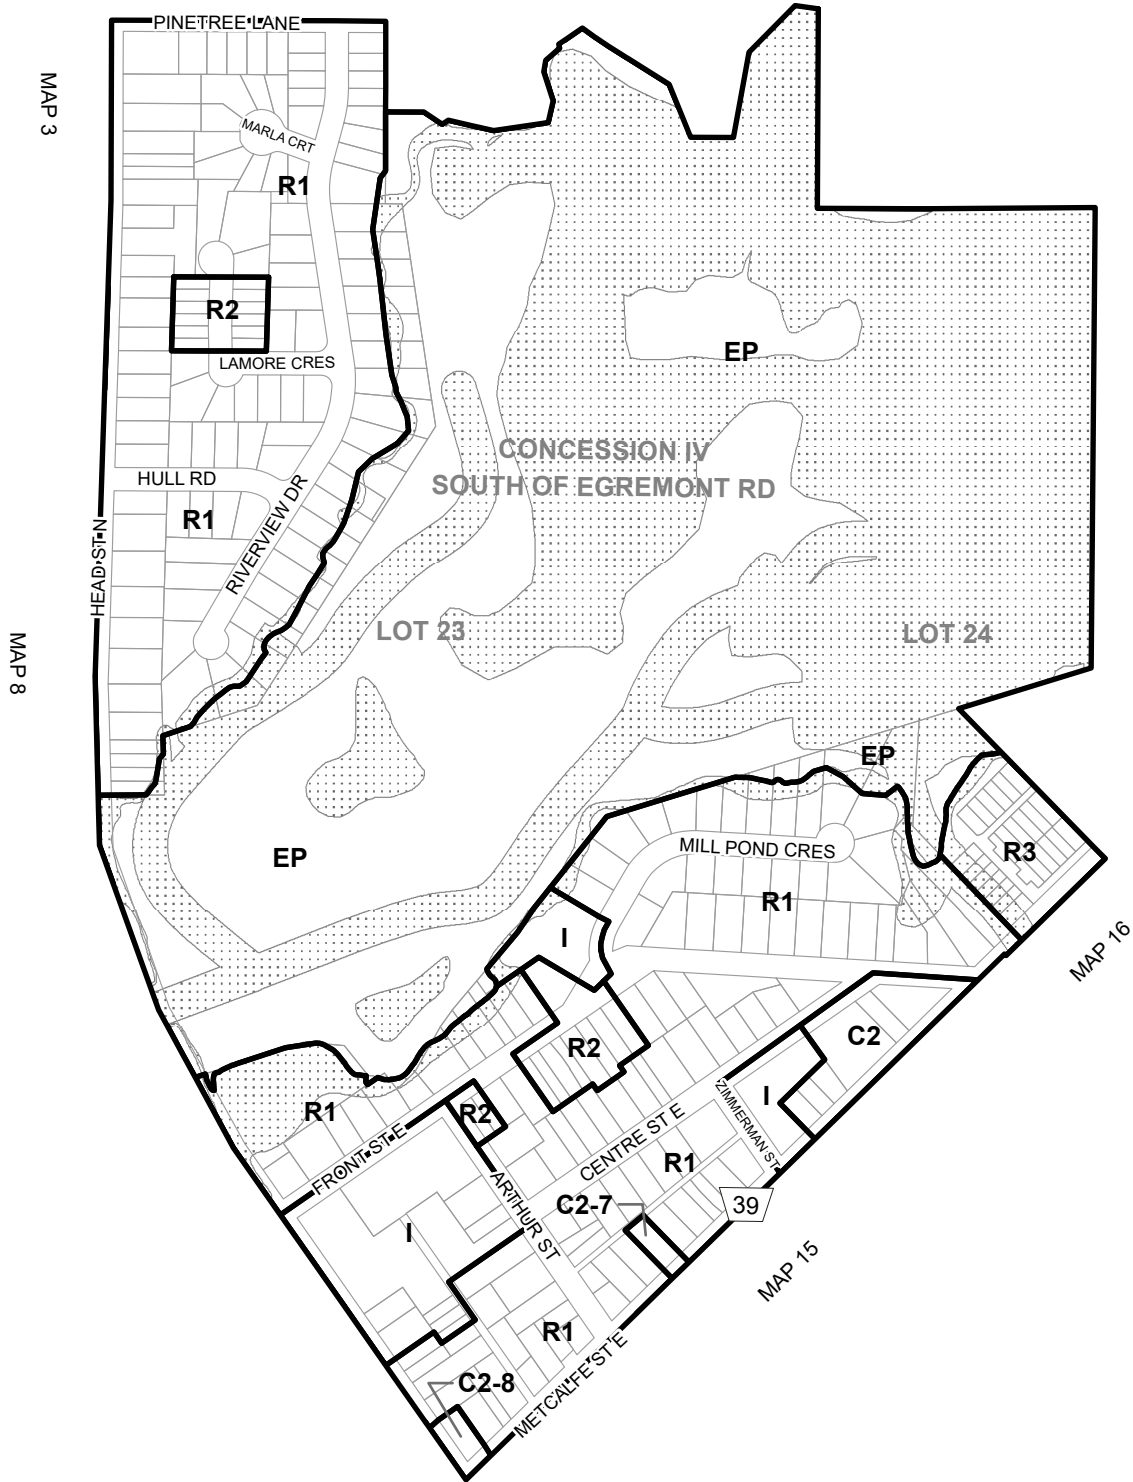 PINETREE LANE
MAP 3
MARLA CRT
R1
R2
LAMORE CRES
EP
CONCESSION IV
SOUTH OF EGREMONT RD
HULL RD
R1
RIVERVIEW DR
HEAD ST N
LOT 23
LOT 24
MAP 8
EP
EP
MILL POND CRES
R3
R1
I
MAP 16
C2
R2
I
ZIMMERMAN ST
R1
R2
FRONT ST E
CENTRE ST E
R1
ARTHUR ST
C2-7
39
I
MAP 15
R1
METCALFE ST E
C2-8